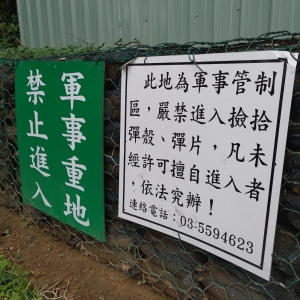 軍事重地
禁止進入
此地為軍事管制
區，嚴禁進入撿拾
彈殼、彈片，凡未
經許可擅自進入者
，依法究辦！
連絡電話：03-5594623